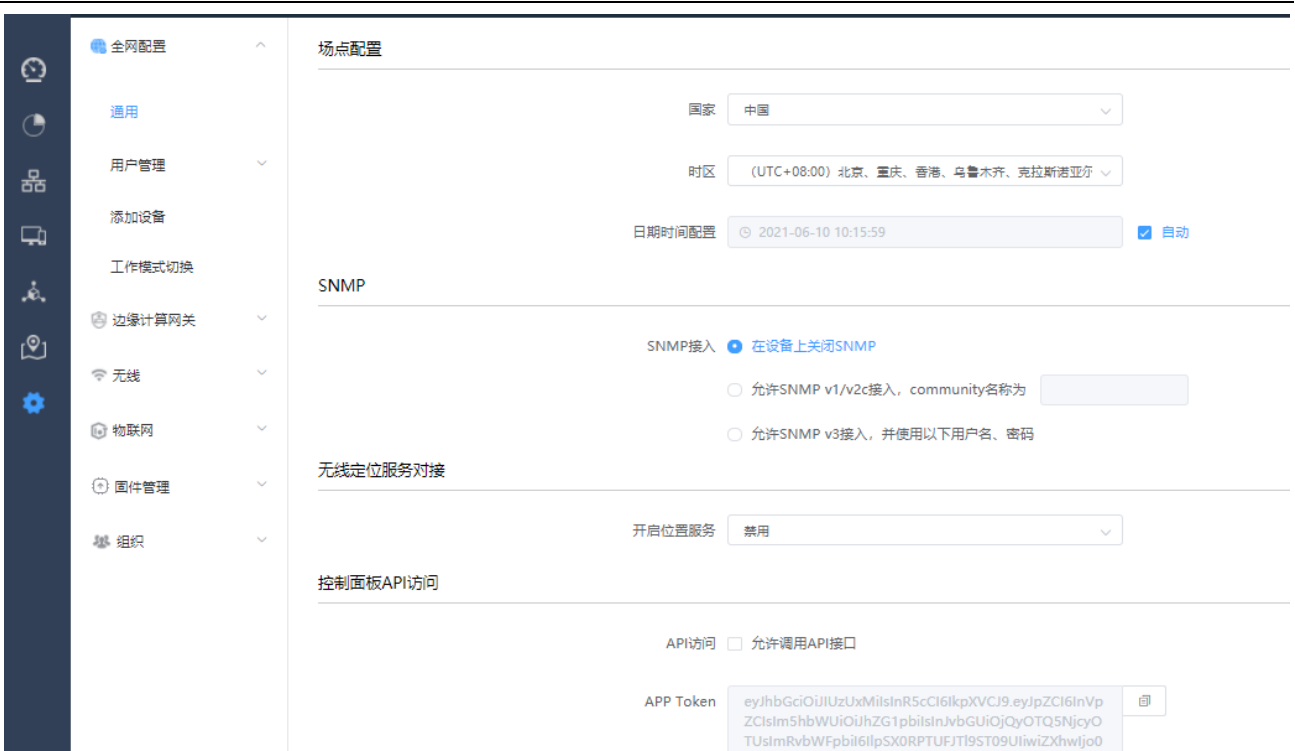 全网配置
通用
用户管理
添加设备
工作模式切换
边缘计算网关
无线
物联网
固件管理
组织
场点配置
国家 中国
时区 （UTC+08:00）北京、重庆、香港、乌鲁木齐、克拉斯诺亚尔
日期时间配置 2021-06-10 10:15:59 自动
SNMP
SNMP接入 在设备上关闭SNMP
允许SNMP v1/v2c接入，community名称为
允许SNMP v3接入，并使用以下用户名、密码
无线定位服务对接
开启位置服务 禁用
控制面板API访问
API访问 允许调用API接口
APP Token eyJhbGciOiJIUzUxMiIsInR5cCI6IkpXVCJ9.eyJpZCI6InVp
ZCIsIm5hbWUiOiJhZG1pbiIsInJvbGUiOjQyOTQ5NjcyO
TUsImRvbWFpbiI6IlpSX0RPTUFJTl9ST09UIiwiZXhwIjo0